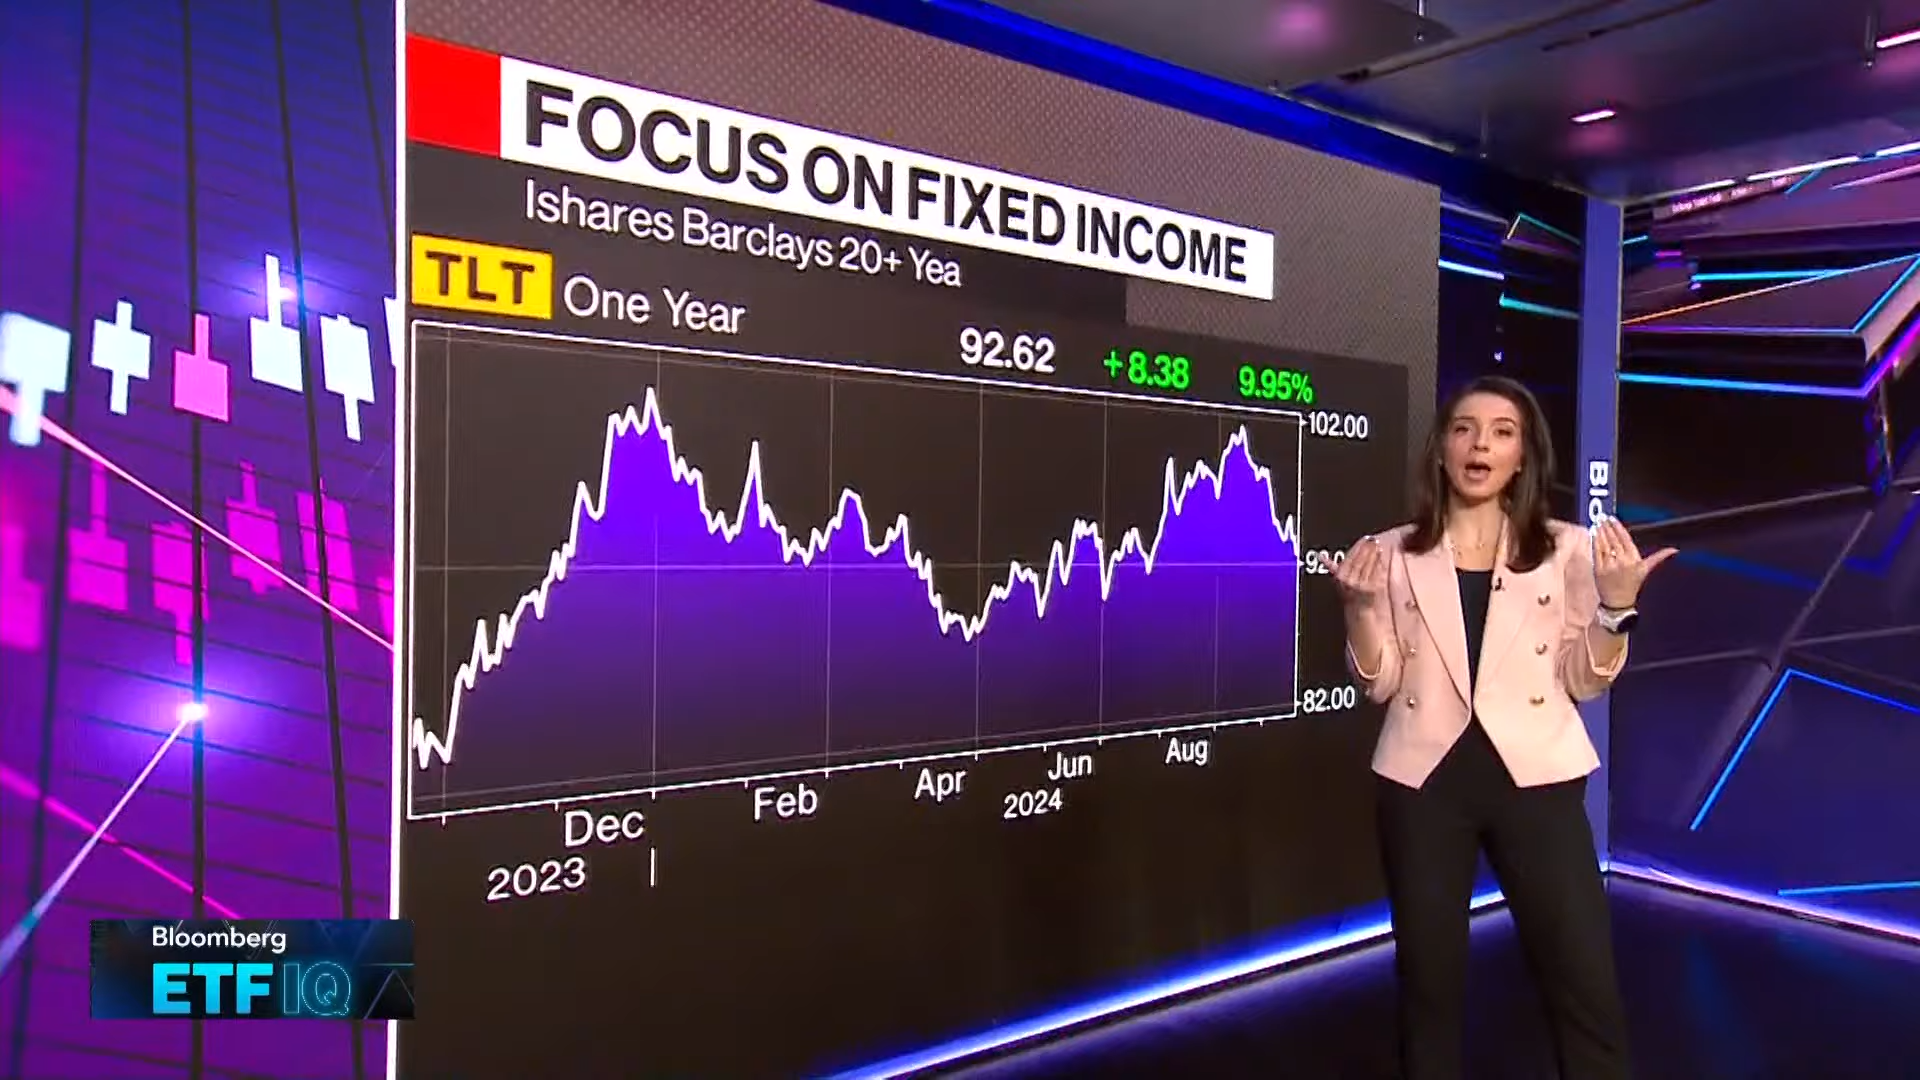 FOCUS ON FIXED INCOME
Ishares Barclays 20+ Yea
TLT One Year
92.62 +8.38 9.95%
102.00
82.00
Dec
Feb
Apr
Jun
Aug
2023
2024
Bloomberg
ETF IQ